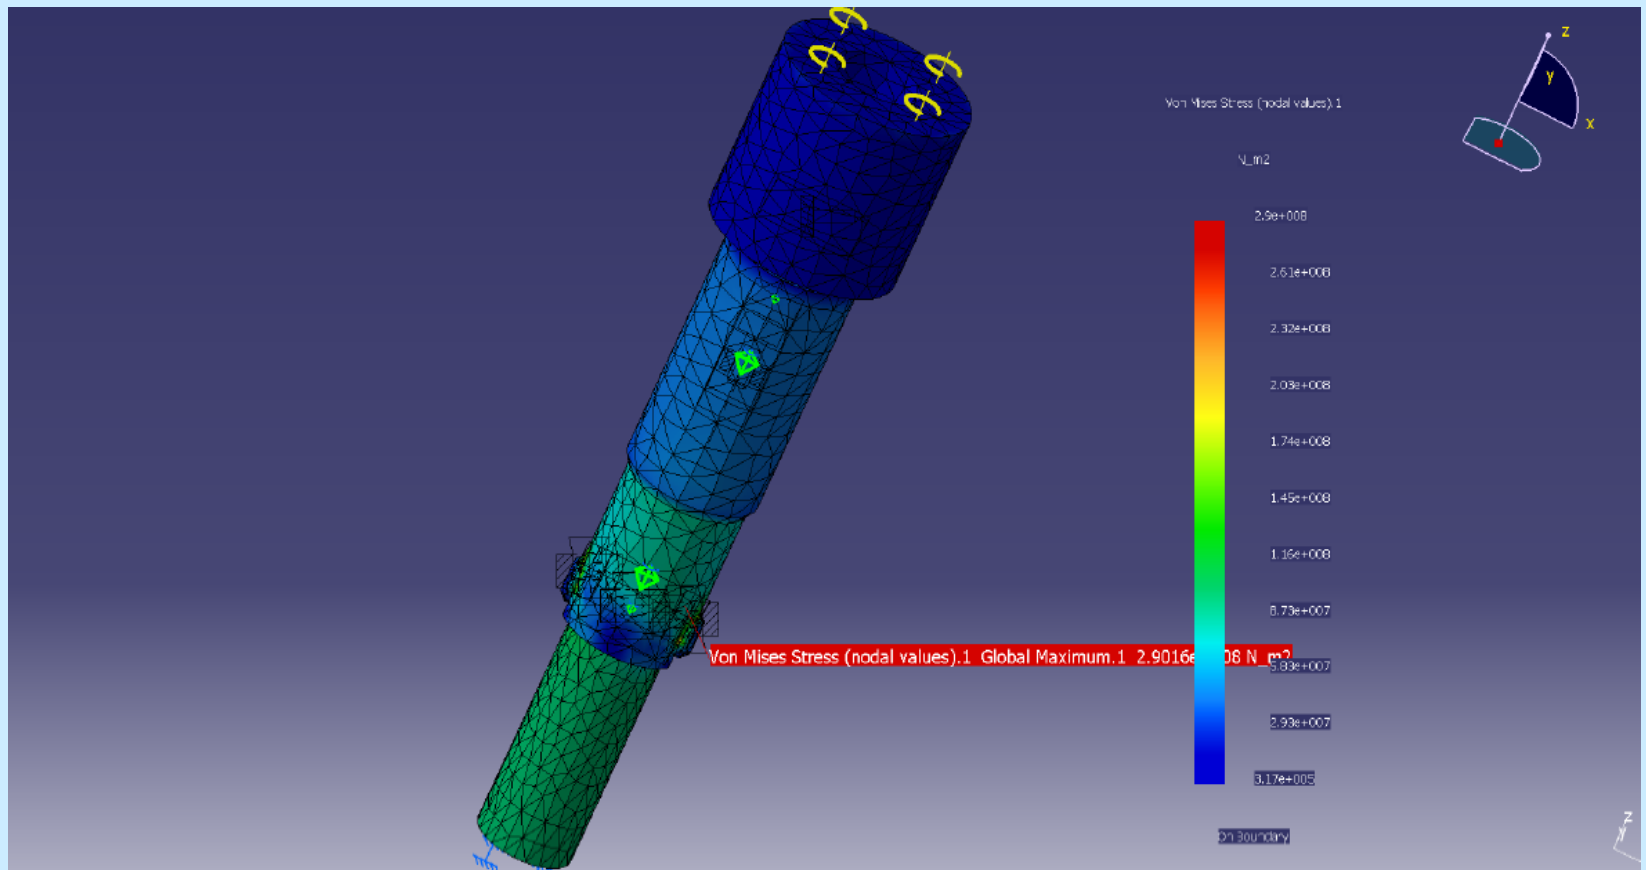 z
y
x
Von Mises Stress (nodal values).1
N_m2
2.9e+008
2.61e+008
2.32e+008
2.03e+008
1.74e+008
1.45e+008
1.16e+008
8.73e+007
5.83e+007
2.93e+007
3.17e+005
On Boundary
s
s
Von Mises Stress (nodal values).1 Global Maximum.1 2.9016e 08 N_m2
z
y